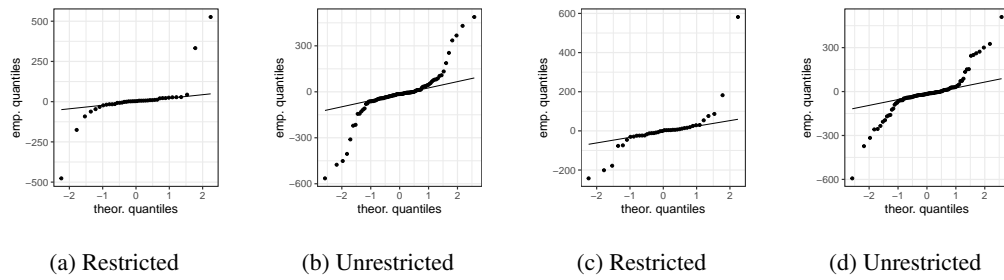 500
250
0
−250
−500
emp. quantiles
−2 −1 0 1 2
theor. quantiles
(a) Restricted
300
0
−300
−600
emp. quantiles
−2 −1 0 1 2
theor. quantiles
(b) Unrestricted
600
400
200
0
−200
emp. quantiles
−2 −1 0 1 2
theor. quantiles
(c) Restricted
300
0
−300
−600
emp. quantiles
−2 −1 0 1 2
theor. quantiles
(d) Unrestricted